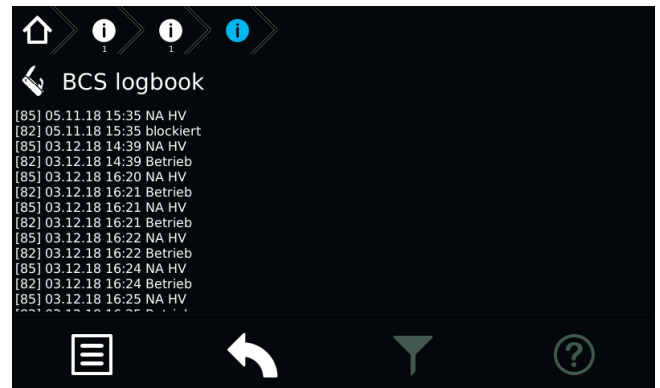 1
1
BCS logbook
[85] 05.11.18 15:35 NA HV
[82] 05.11.18 15:35 blockiert
[85] 03.12.18 14:39 NA HV
[82] 03.12.18 14:39 Betrieb
[85] 03.12.18 16:20 NA HV
[82] 03.12.18 16:21 Betrieb
[85] 03.12.18 16:21 NA HV
[82] 03.12.18 16:21 Betrieb
[85] 03.12.18 16:22 NA HV
[82] 03.12.18 16:22 Betrieb
[85] 03.12.18 16:24 NA HV
[82] 03.12.18 16:24 Betrieb
[85] 03.12.18 16:25 NA HV